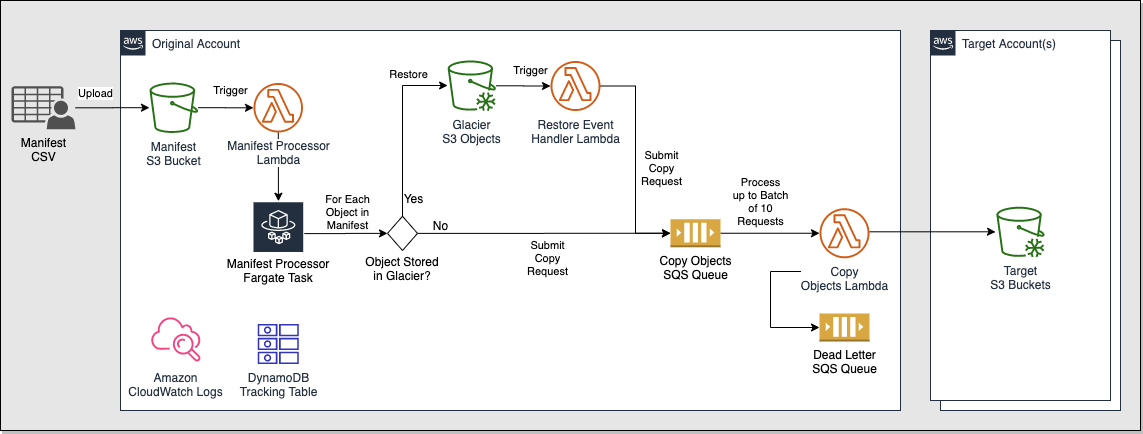 aws
Original Account
aws
Target Account(s)
Manifest
CSV
Upload
Manifest
S3 Bucket
Trigger
Manifest Processor
Lambda
Manifest Processor
Fargate Task
For Each
Object in
Manifest
Object Stored
in Glacier?
Yes
No
Restore
Glacier
S3 Objects
Trigger
Restore Event
Handler Lambda
Submit
Copy
Request
Submit
Copy
Request
Copy Objects
SQS Queue
Process
up to Batch
of 10
Requests
Copy
Objects Lambda
Dead Letter
SQS Queue
Target
S3 Buckets
Amazon
CloudWatch Logs
DynamoDB
Tracking Table